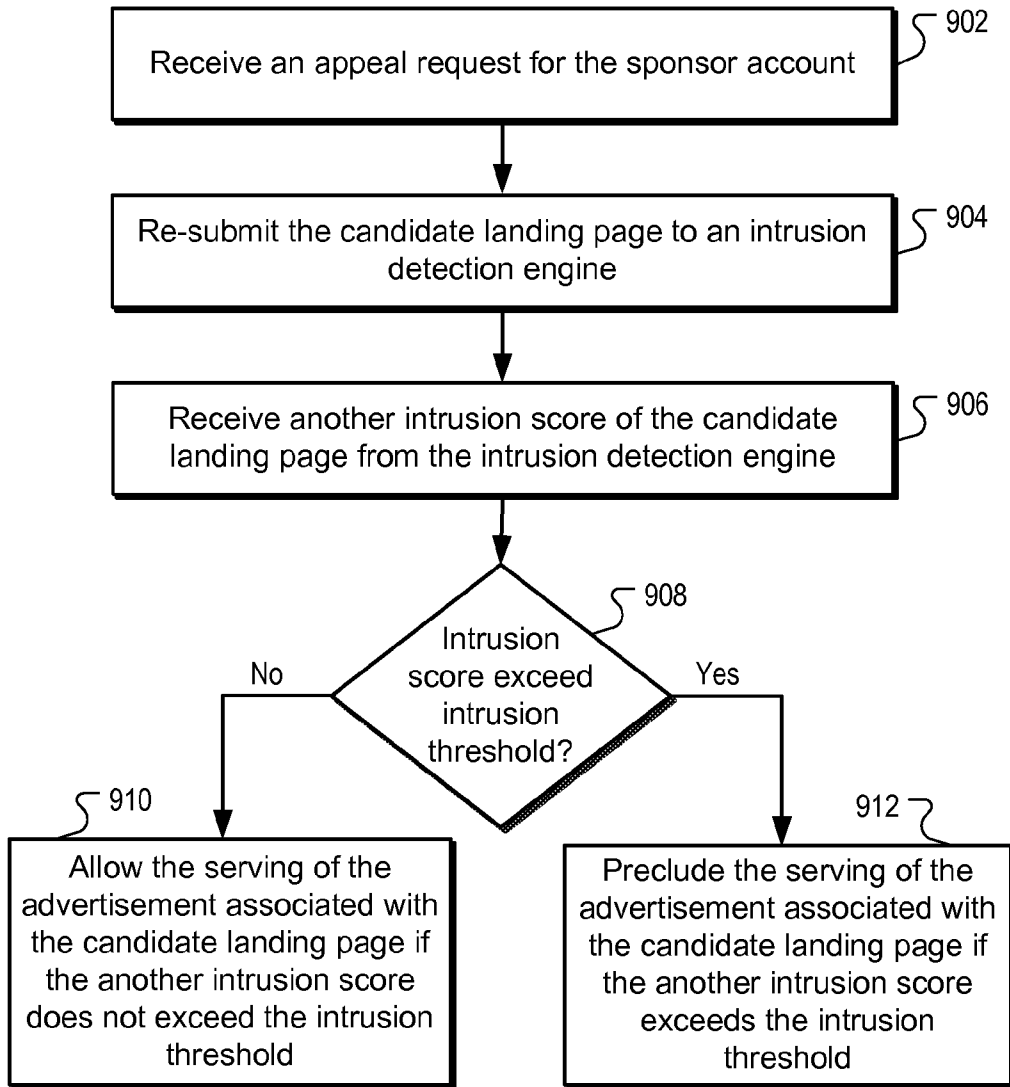 902
Receive an appeal request for the sponsor account
904
Re-submit the candidate landing page to an intrusion
detection engine
906
Receive another intrusion score of the candidate
landing page from the intrusion detection engine
908
Intrusion
score exceed
intrusion
threshold?
No
Yes
910
Allow the serving of the
advertisement associated with
the candidate landing page if
the another intrusion score
does not exceed the intrusion
threshold
912
Preclude the serving of the
advertisement associated with
the candidate landing page if
the another intrusion score
exceeds the intrusion
threshold